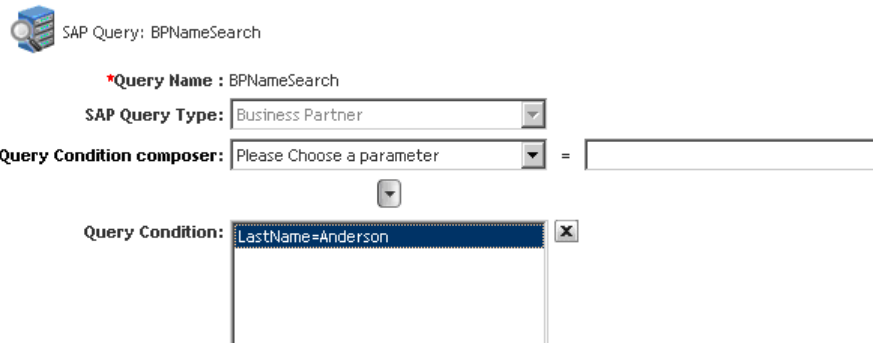 SAP Query: BPNameSearch
*Query Name : BPNameSearch
SAP Query Type: Business Partner
Query Condition composer: Please Choose a parameter =
Query Condition: LastName=Anderson X